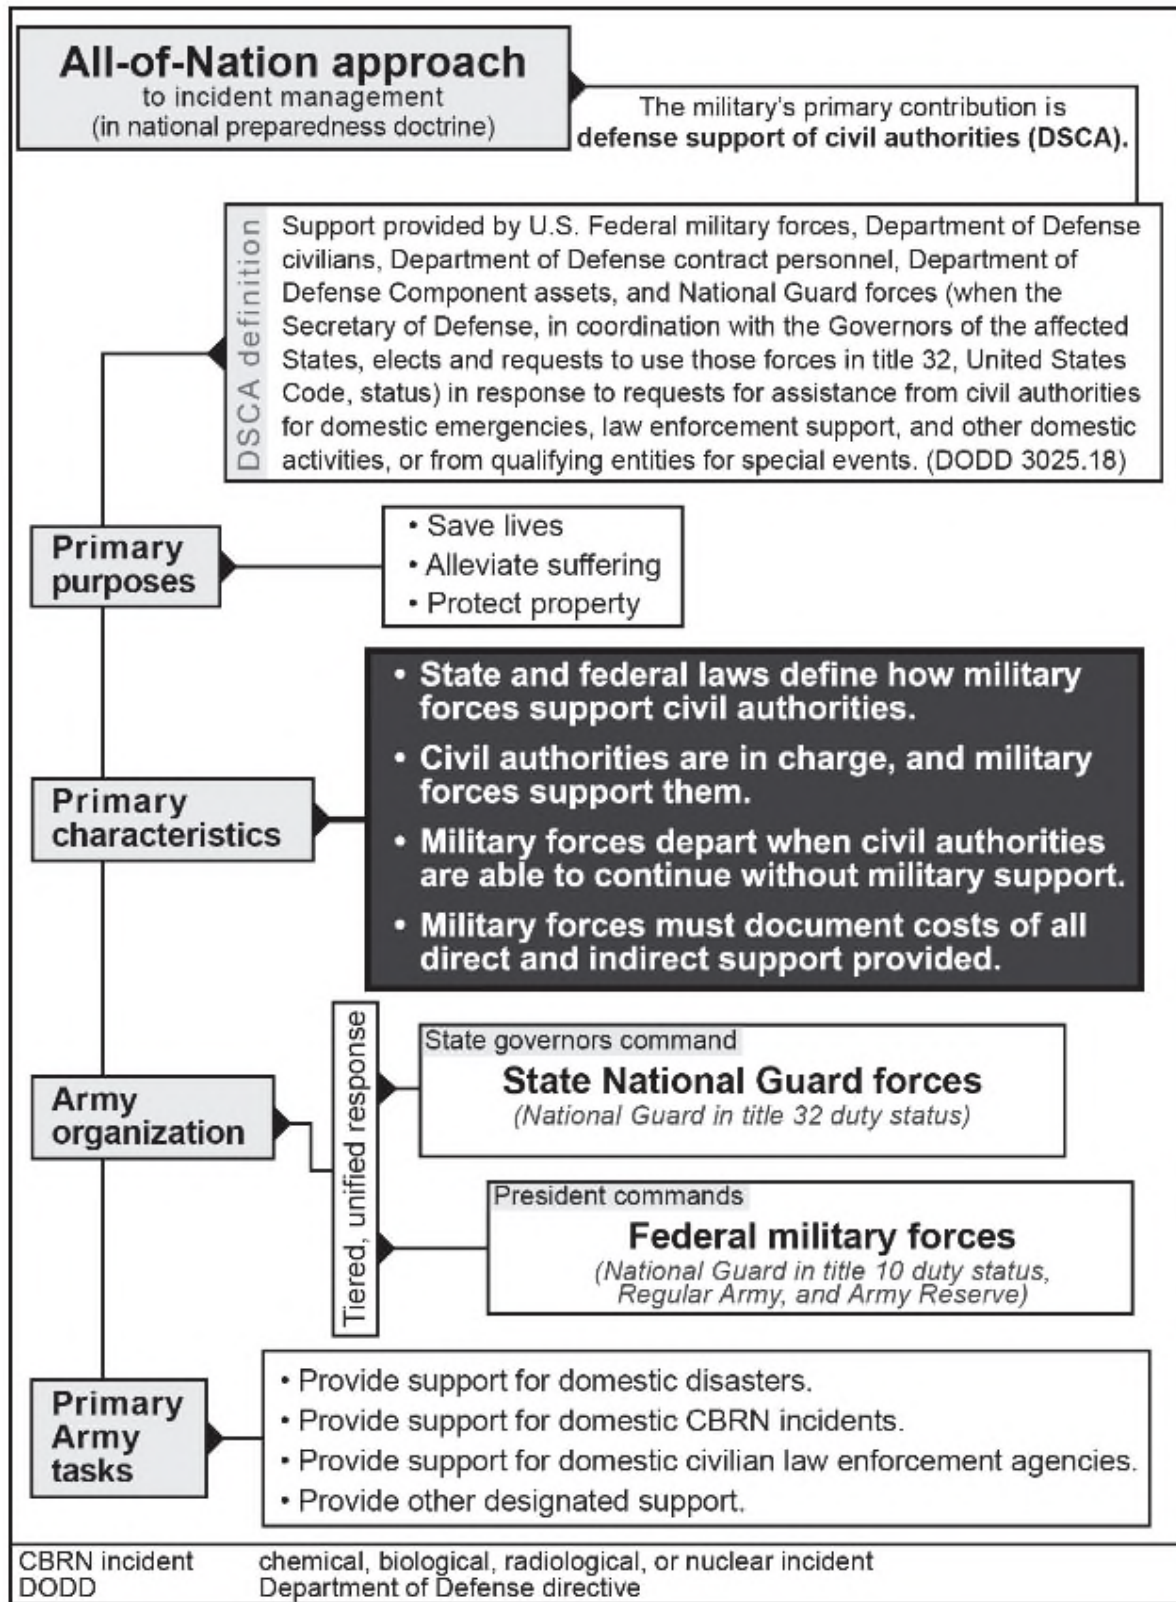 All-of-Nation approach
to incident management
(in national preparedness doctrine)
The military's primary contribution is
defense support of civil authorities (DSCA).
DSCA definition
Support provided by U.S. Federal military forces, Department of Defense
civilians, Department of Defense contract personnel, Department of
Defense Component assets, and National Guard forces (when the
Secretary of Defense, in coordination with the Governors of the affected
States, elects and requests to use those forces in title 32, United States
Code, status) in response to requests for assistance from civil authorities
for domestic emergencies, law enforcement support, and other domestic
activities, or from qualifying entities for special events. (DODD 3025.18)
Primary
purposes
• Save lives
• Alleviate suffering
• Protect property
Primary
characteristics
• State and federal laws define how military
forces support civil authorities.
• Civil authorities are in charge, and military
forces support them.
• Military forces depart when civil authorities
are able to continue without military support.
• Military forces must document costs of all
direct and indirect support provided.
Army
organization
Tiered, unified response
State governors command
State National Guard forces
(National Guard in title 32 duty status)
President commands
Federal military forces
(National Guard in title 10 duty status,
Regular Army, and Army Reserve)
Primary
Army
tasks
• Provide support for domestic disasters.
• Provide support for domestic CBRN incidents.
• Provide support for domestic civilian law enforcement agencies.
• Provide other designated support.
CBRN incident chemical, biological, radiological, or nuclear incident
DODD Department of Defense directive